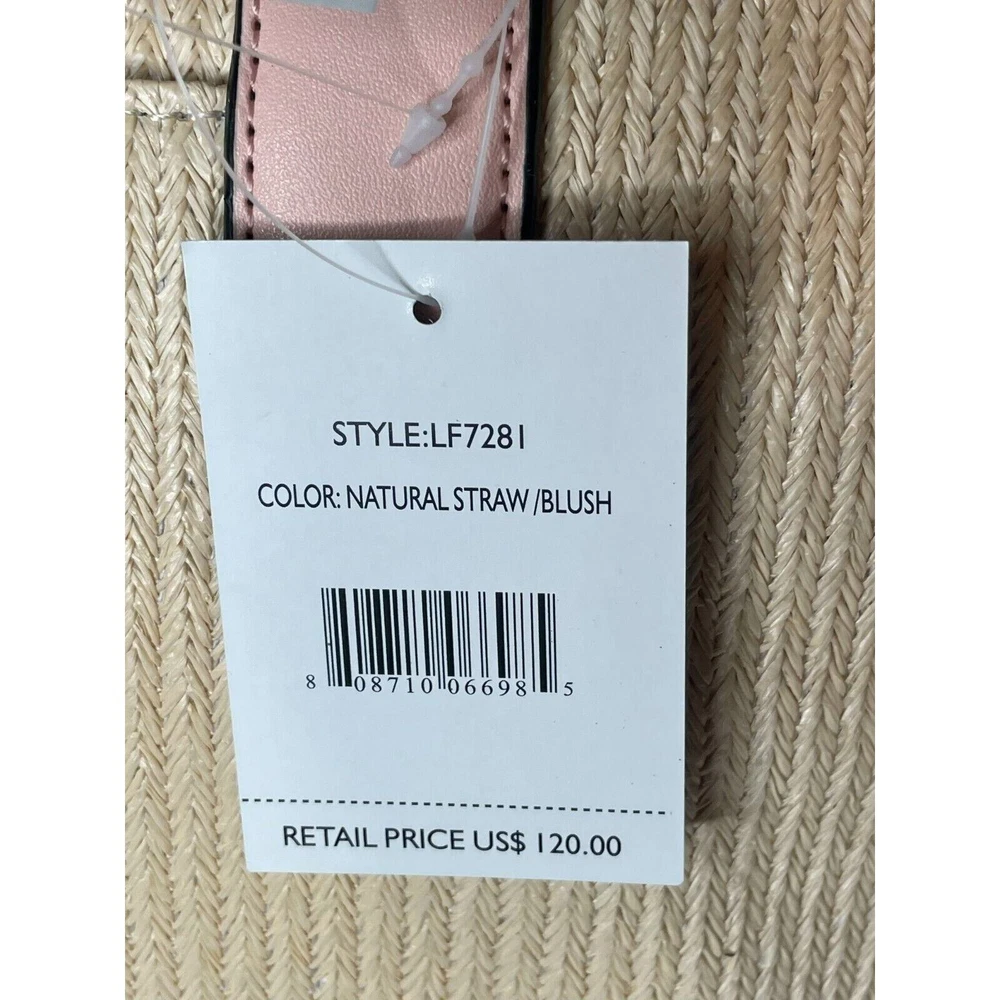 STYLE:LF7281
COLOR: NATURAL STRAW /BLUSH
8 08710 06698 5
RETAIL PRICE US$ 120.00